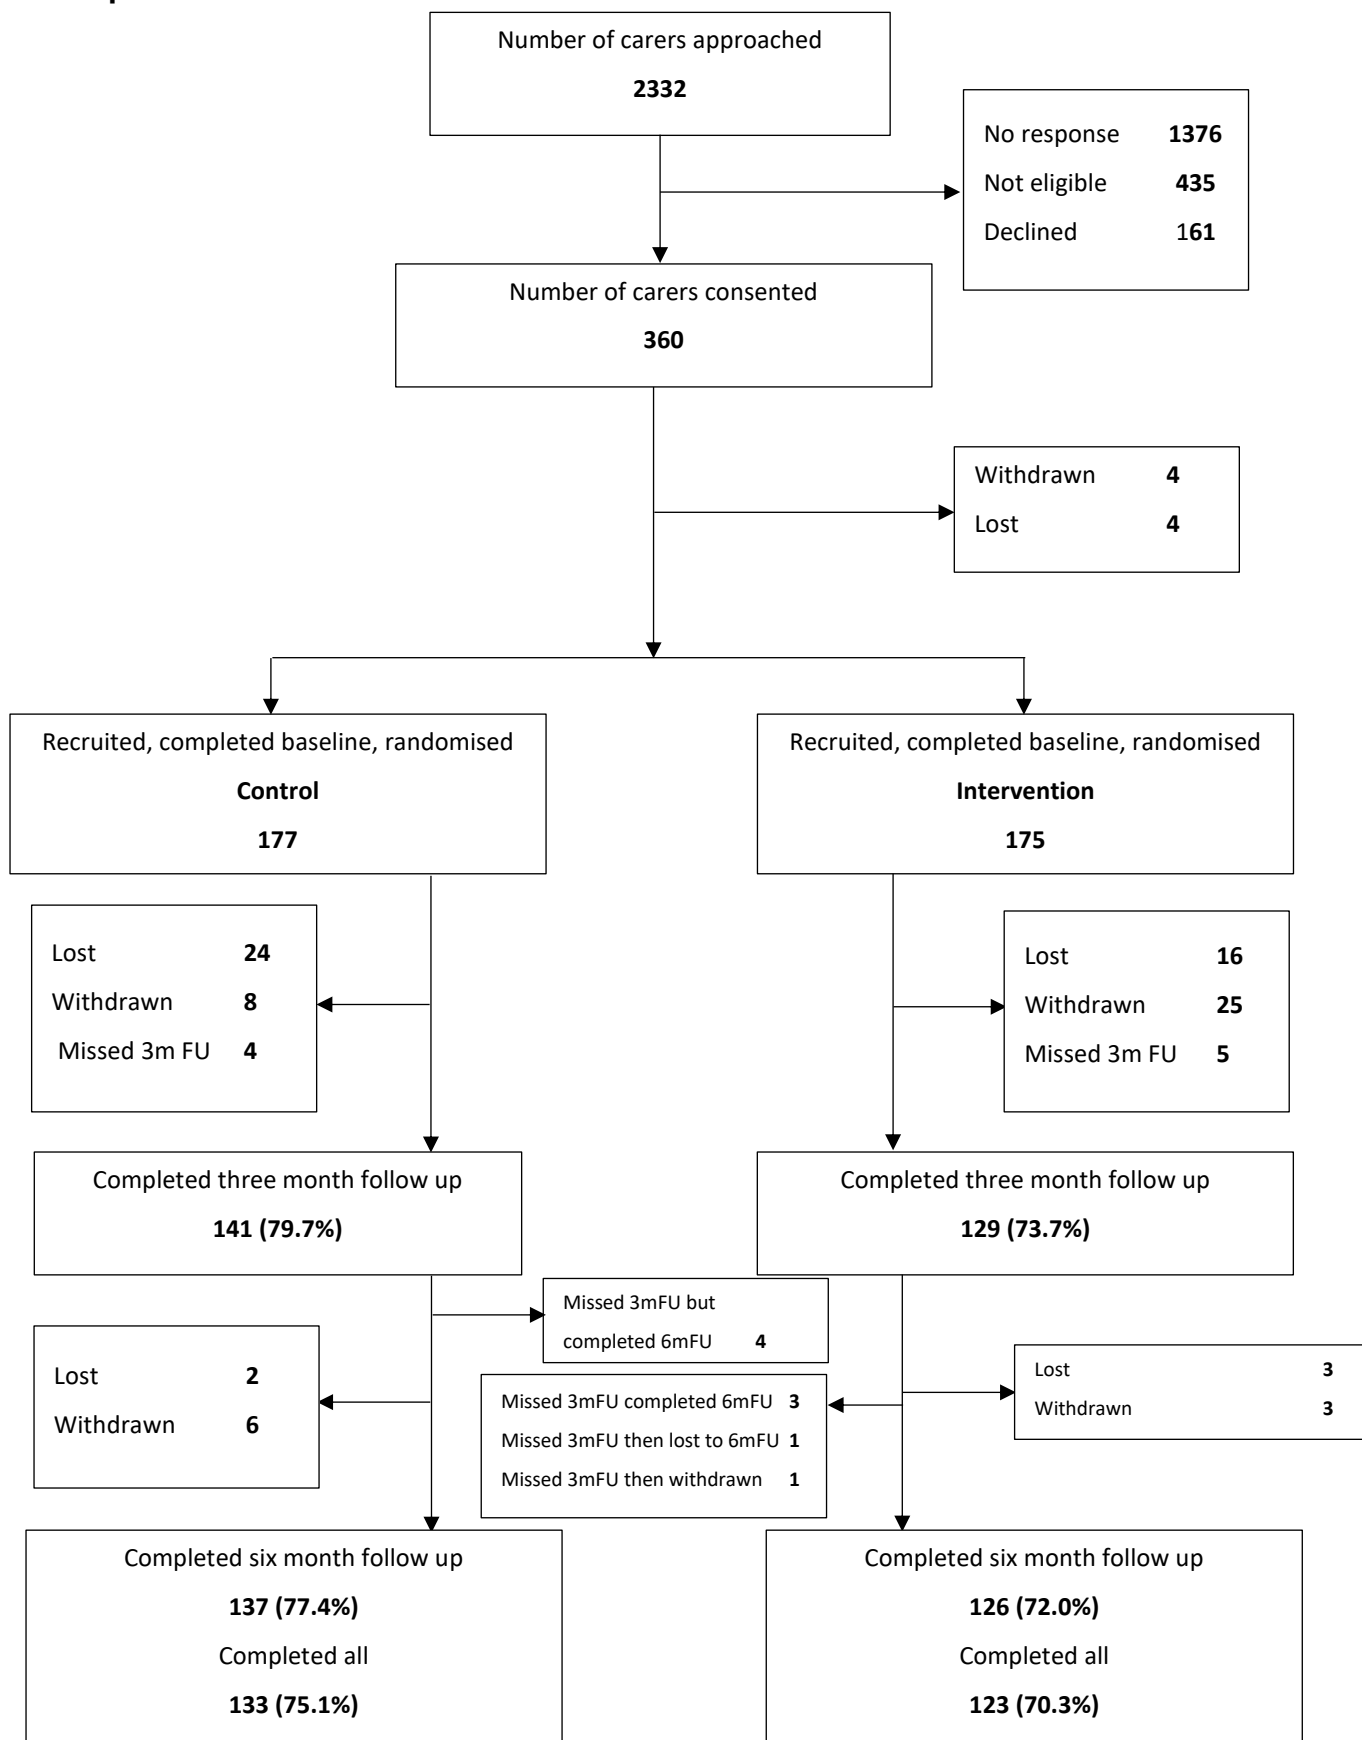 Number of carers approached
2332
No response 1376
Not eligible 435
Declined 161
Number of carers consented
360
Withdrawn 4
Lost 4
Recruited, completed baseline, randomised
Control
177
Recruited, completed baseline, randomised
Intervention
175
Lost 24
Withdrawn 8
Missed 3m FU 4
Lost 16
Withdrawn 25
Missed 3m FU 5
Completed three month follow up
141 (79.7%)
Completed three month follow up
129 (73.7%)
Missed 3mFU but
completed 6mFU 4
Lost 2
Withdrawn 6
Missed 3mFU completed 6mFU 3
Missed 3mFU then lost to 6mFU 1
Missed 3mFU then withdrawn 1
Lost 3
Withdrawn 3
Completed six month follow up
137 (77.4%)
Completed all
133 (75.1%)
Completed six month follow up
126 (72.0%)
Completed all
123 (70.3%)